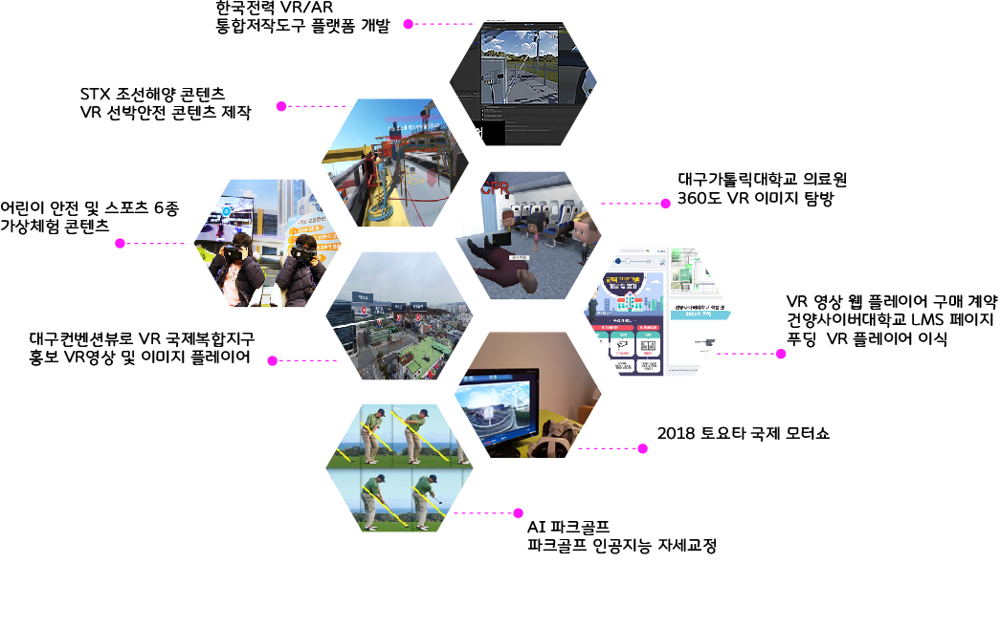 한국전력 VR/AR
통합저작도구 플랫폼 개발
STX 조선해양 콘텐츠
VR 선박안전 콘텐츠 제작
CPR
대구가톨릭대학교 의료원
360도 VR 이미지 탐방
어린이 안전 및 스포츠 6종
가상체험 콘텐츠
VR 영상 웹 플레이어 구매 계약
건양사이버대학교 LMS 페이지
푸딩 VR 플레이어 이식
대구컨벤션뷰로 VR 국제복합지구
홍보 VR영상 및 이미지 플레이어
2018 토요타 국제 모터쇼
AI 파크골프
파크골프 인공지능 자세교정